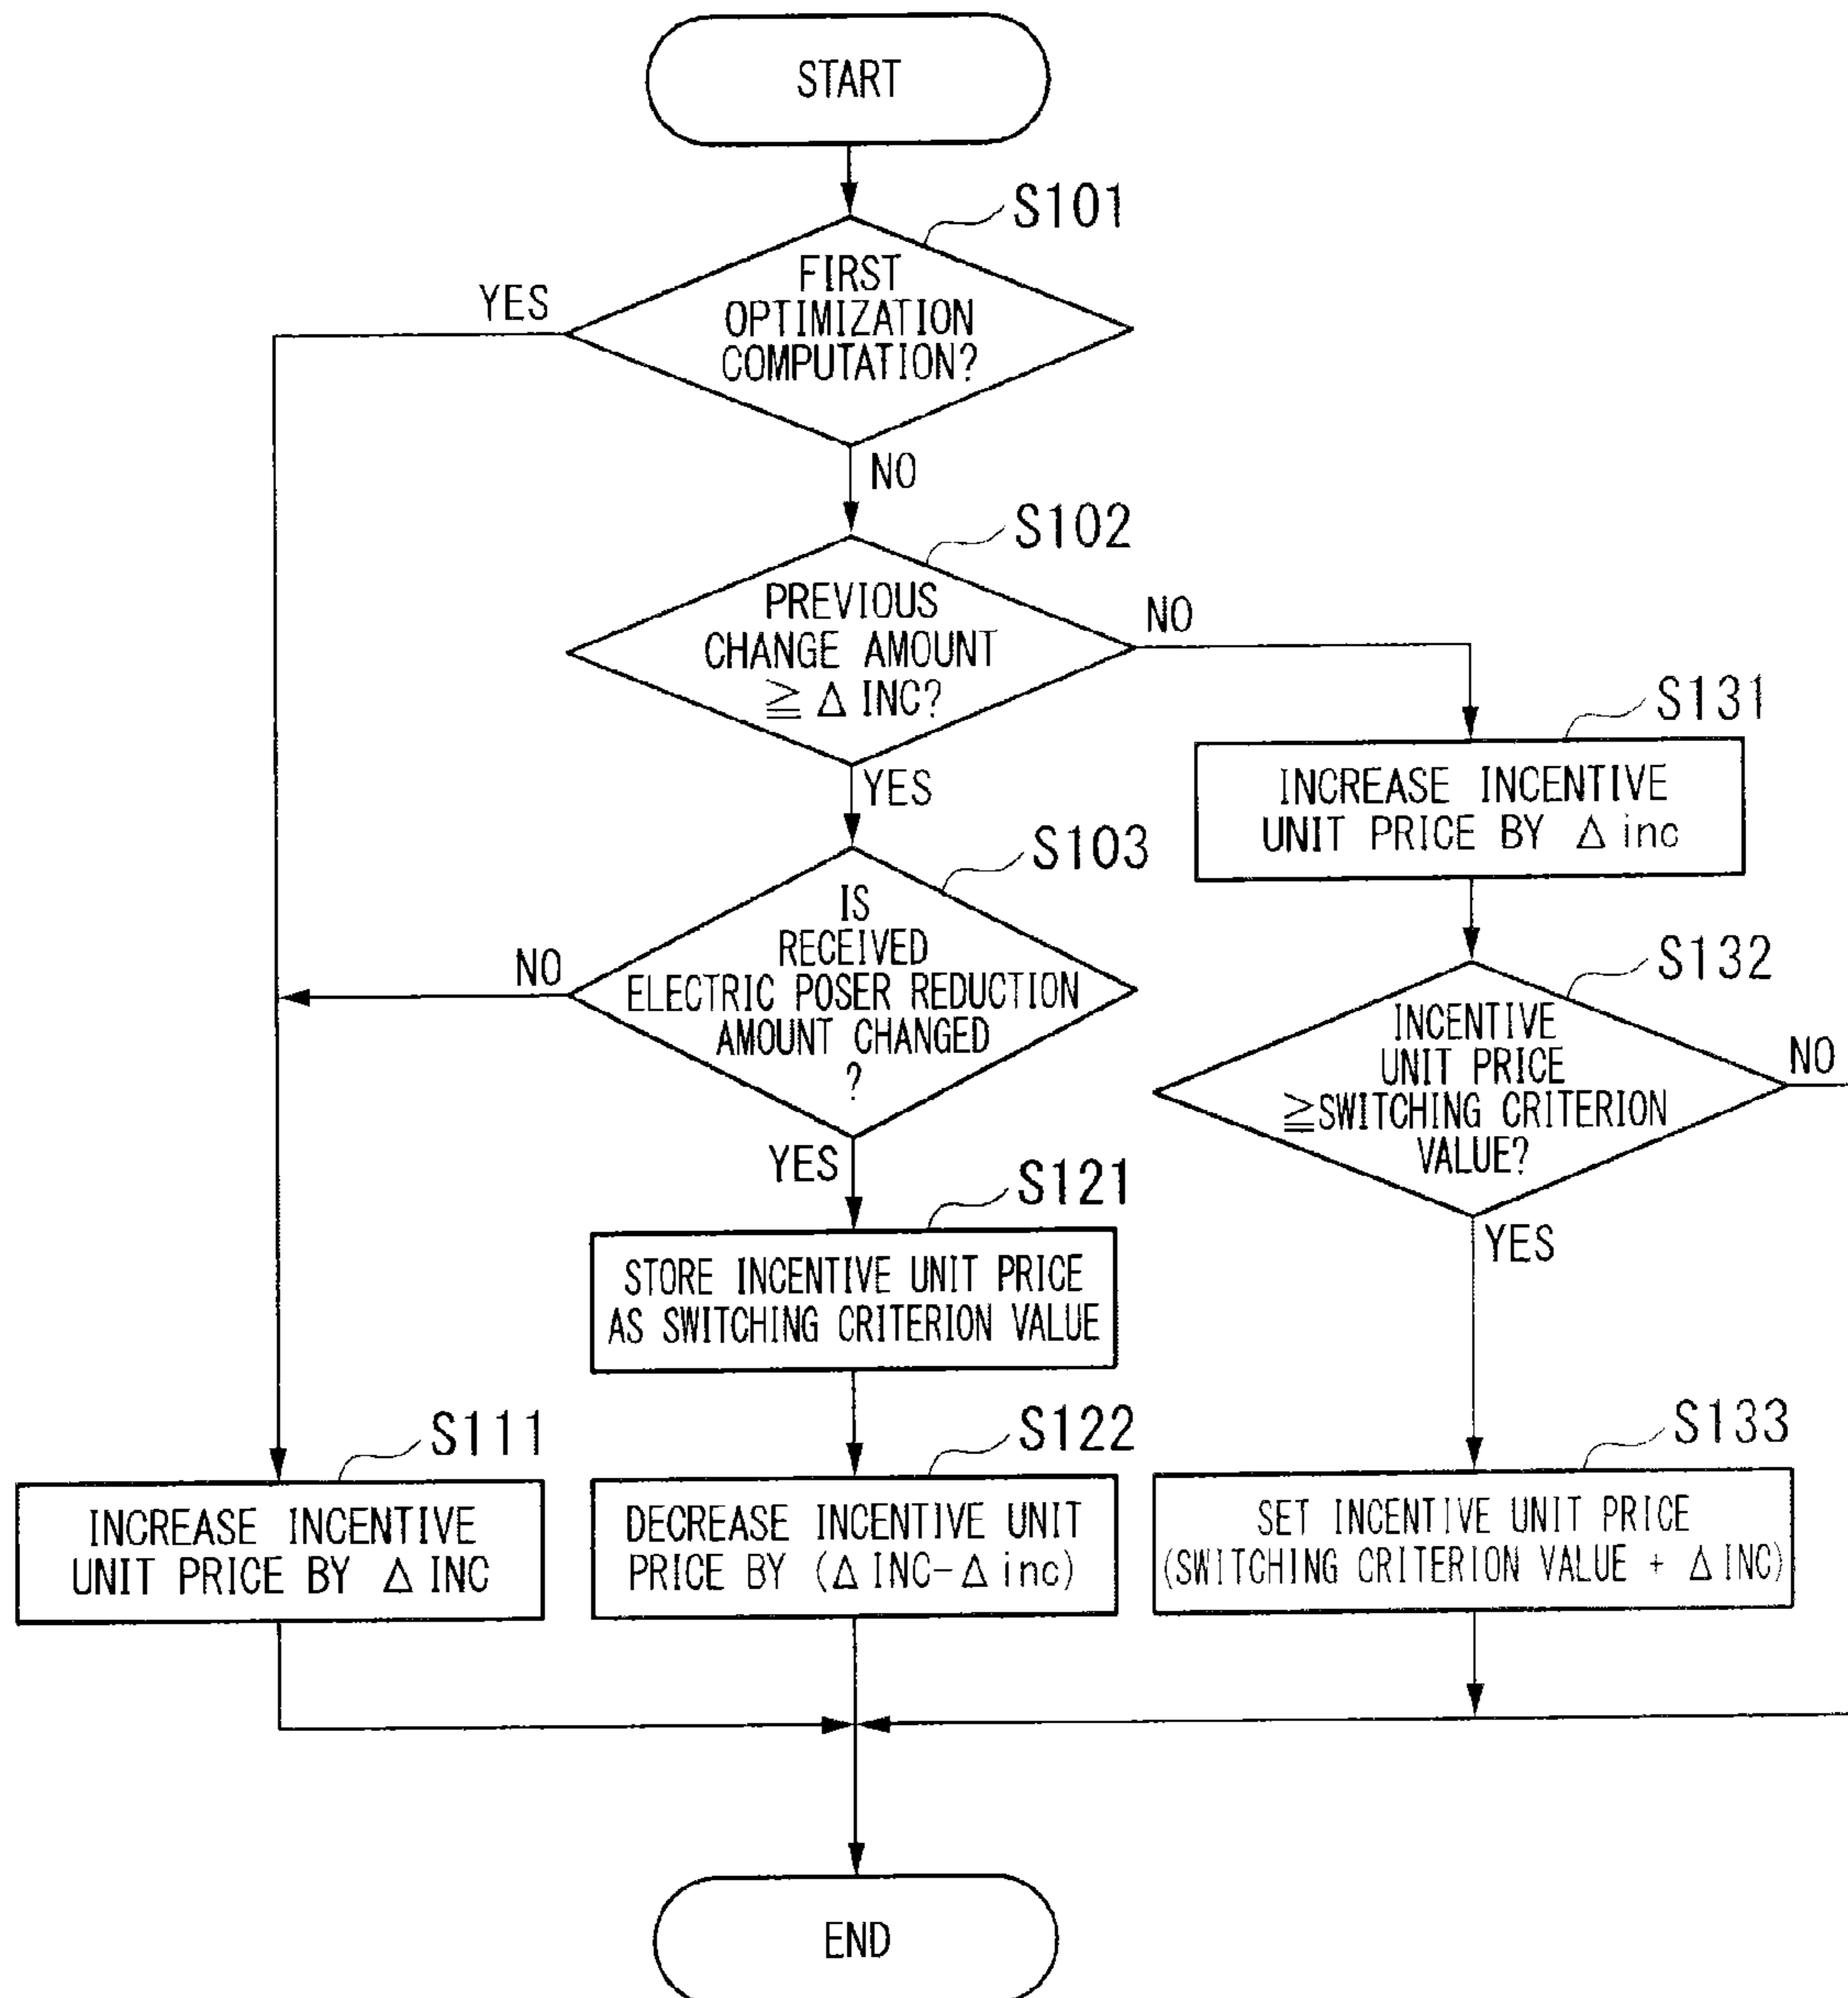 START
S101
FIRST
OPTIMIZATION
COMPUTATION?
YES
NO
S102
PREVIOUS
CHANGE AMOUNT
≧ Δ INC?
NO
YES
S131
INCREASE INCENTIVE
UNIT PRICE BY Δ inc
S103
IS
RECEIVED
ELECTRIC POSER REDUCTION
AMOUNT CHANGED
?
NO
YES
S132
INCENTIVE
UNIT PRICE
≧SWITCHING CRITERION
VALUE?
NO
YES
S121
STORE INCENTIVE UNIT PRICE
AS SWITCHING CRITERION VALUE
S111
INCREASE INCENTIVE
UNIT PRICE BY Δ INC
S122
DECREASE INCENTIVE UNIT
PRICE BY (Δ INC-Δ inc)
S133
SET INCENTIVE UNIT PRICE
(SWITCHING CRITERION VALUE + Δ INC)
END